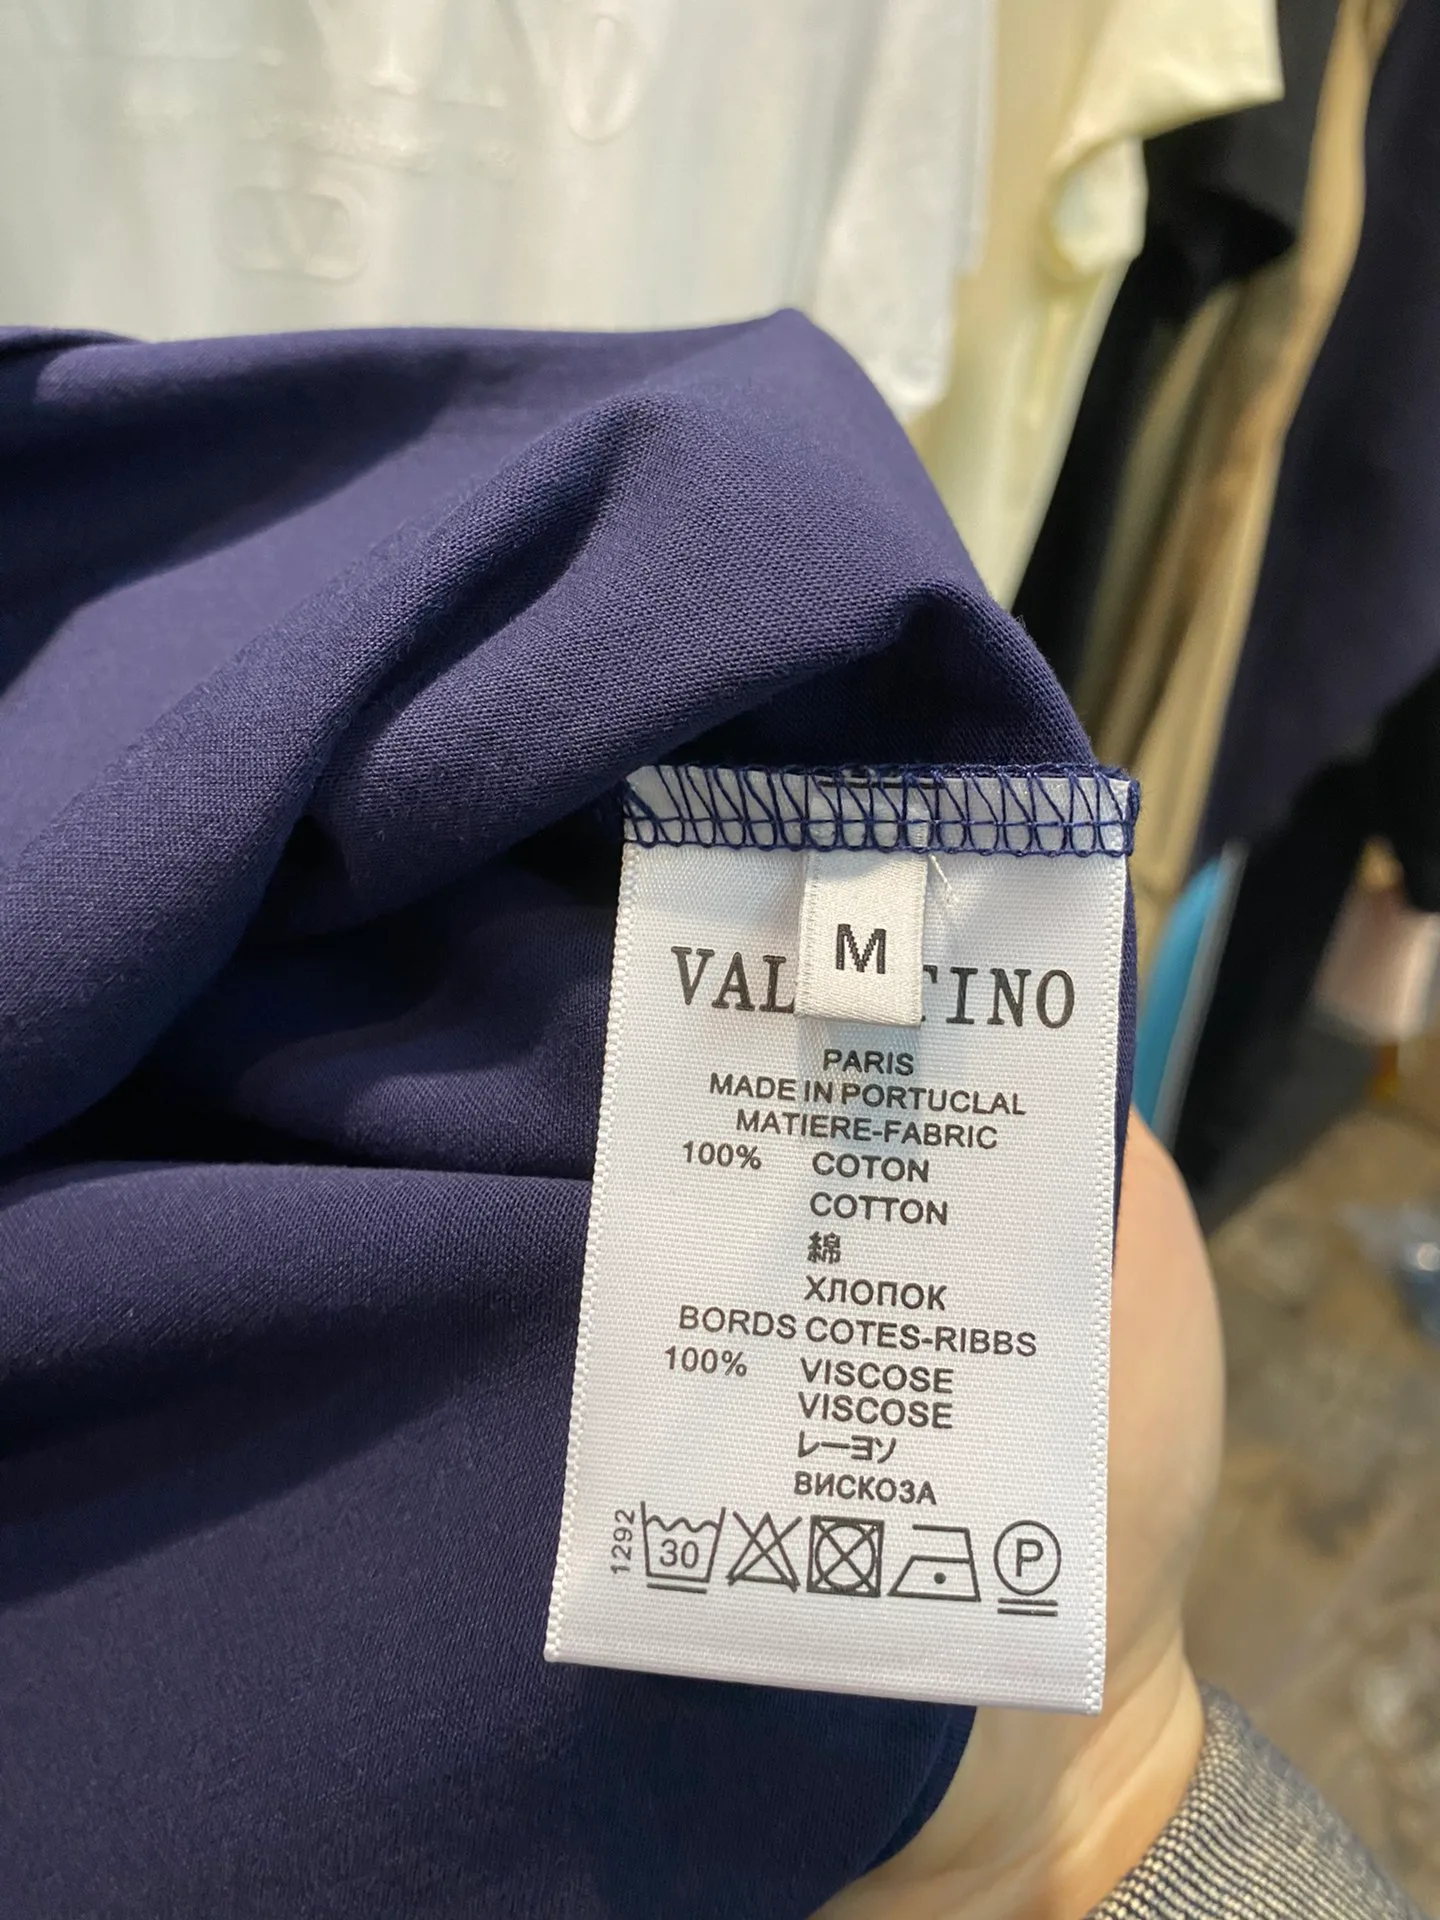 M
VAL TINO
PARIS
MADE IN PORTUCLAL
MATIERE-FABRIC
100% COTON
COTTON
綿
ХЛОПОК
BORDS COTES-RIBBS
100% VISCOSE
VISCOSE
レーヨソ
ВИСКОЗА
1292
30
P